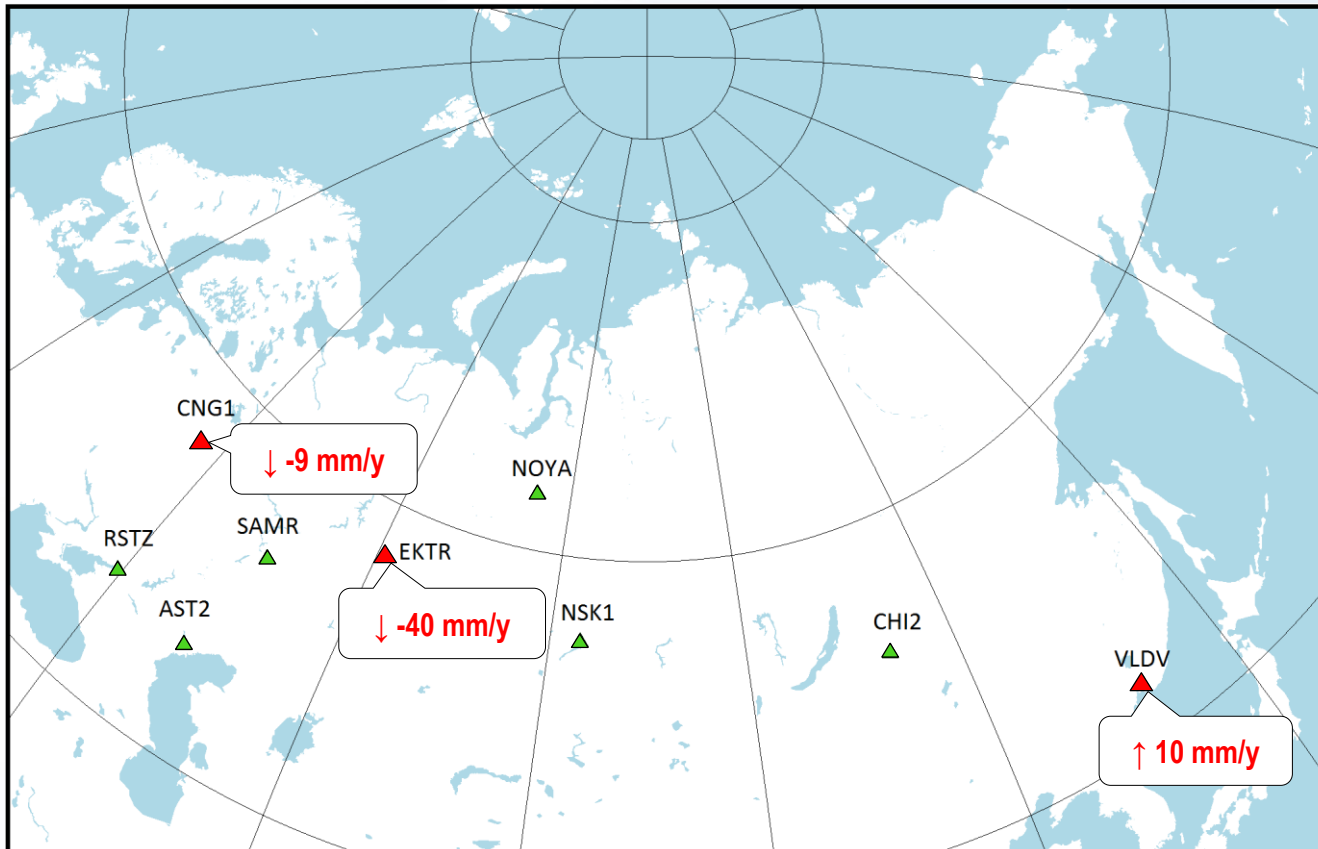 CNG1
↓ -9 mm/y
NOYA
RSTZ
SAMR
EKTR
AST2
↓ -40 mm/y
NSK1
CHI2
VLDV
↑ 10 mm/y